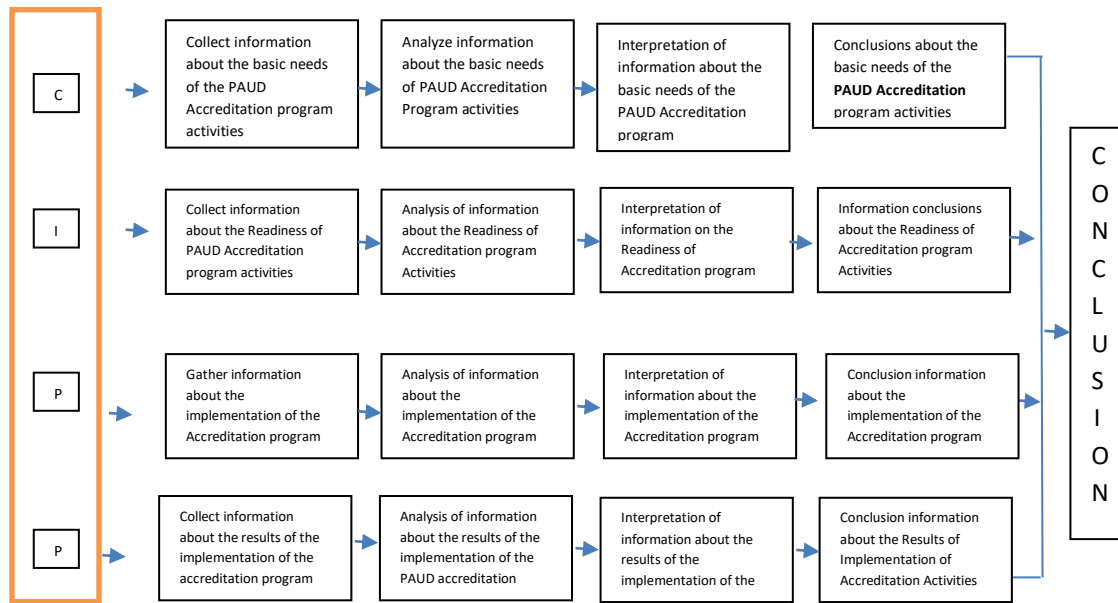 C
Collect information
about the basic needs
of the PAUD
Accreditation program
activities
Analyze information
about the basic needs
of PAUD Accreditation
Program activities
Interpretation of
information about the
basic needs of the
PAUD Accreditation
program
Conclusions about the
basic needs of the
PAUD Accreditation
program activities
I
Collect information
about the Readiness of
PAUD Accreditation
program activities
Analysis of information
about the Readiness of
Accreditation program
Activities
Interpretation of
information on the
Readiness of
Accreditation program
Information conclusions
about the Readiness of
Accreditation program
Activities
P
Gather information
about the
implementation of the
Accreditation program
Analysis of information
about the
implementation of the
Accreditation program
Interpretation of
information about the
implementation of the
Accreditation program
Conclusion information
about the
implementation of the
Accreditation program
P
Collect information
about the results of the
implementation of the
accreditation program
Analysis of information
about the results of the
implementation of the
PAUD accreditation
Interpretation of
information about the
results of the
implementation of the
Conclusion information
about the Results of
Implementation of
Accreditation Activities
C
O
N
C
L
U
S
I
O
N